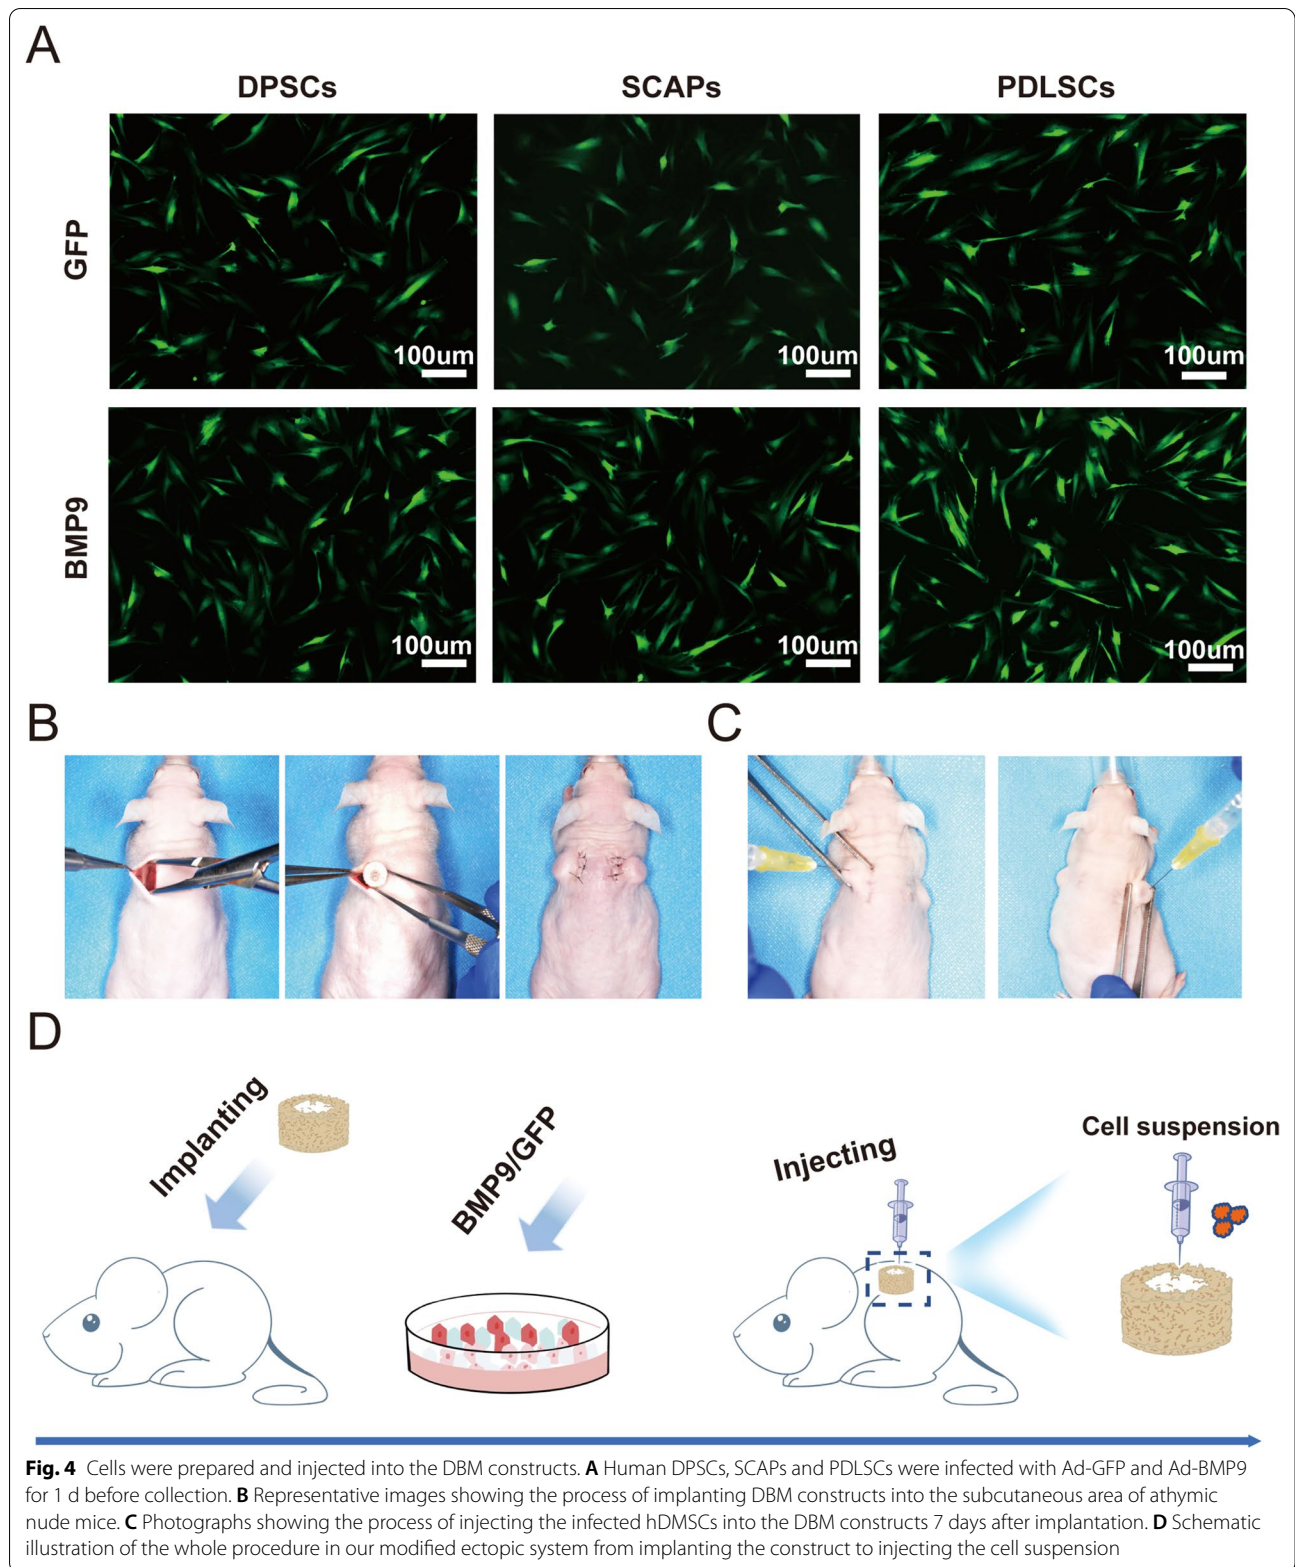 A
DPSCs SCAPs PDLSCs
GFP
100um 100um 100um
BMP9
100um 100um 100um
B C
D
Implanting
BMP9/GFP
Injecting
Cell suspension
Fig. 4 Cells were prepared and injected into the DBM constructs. A Human DPSCs, SCAPs and PDLSCs were infected with Ad-GFP and Ad-BMP9
for 1 d before collection. B Representative images showing the process of implanting DBM constructs into the subcutaneous area of athymic
nude mice. C Photographs showing the process of injecting the infected hDMSCs into the DBM constructs 7 days after implantation. D Schematic
illustration of the whole procedure in our modified ectopic system from implanting the construct to injecting the cell suspension